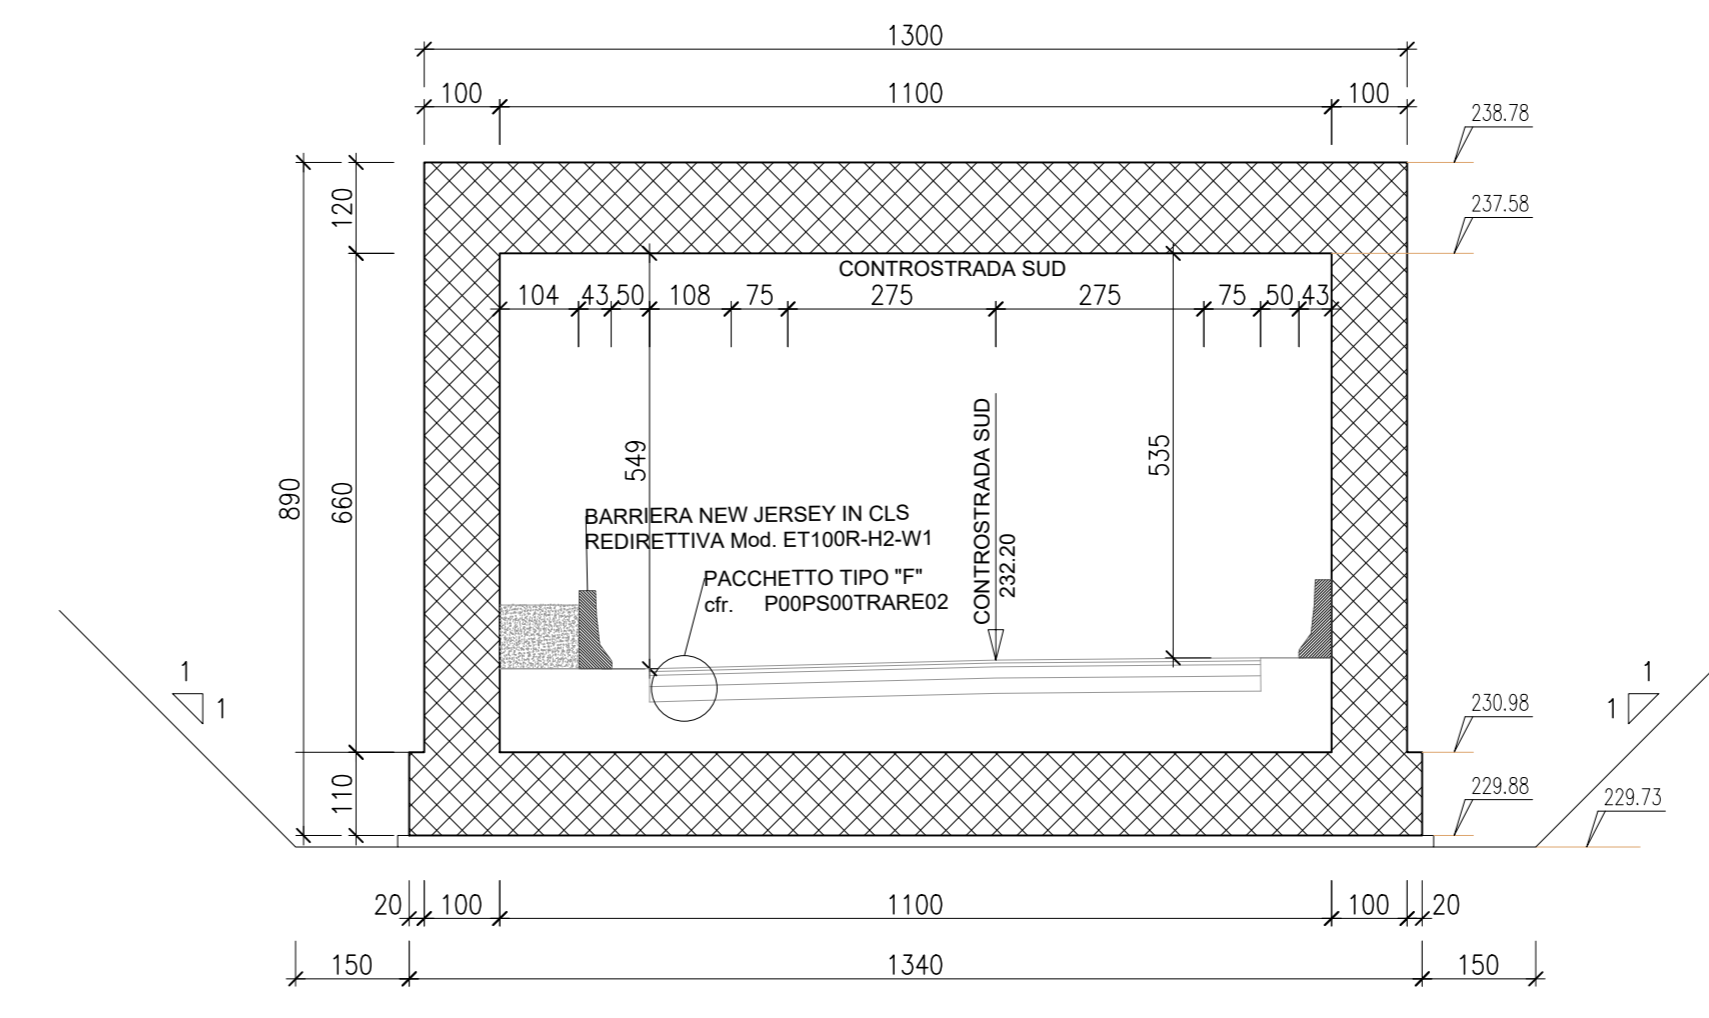 1300
100 1100 100
238.78
120
237.58
CONTROSTRADA SUD
104 43 50 108 75 275 275 75 50 43
890
660
549
535
CONTROSTRADA SUD
232.20
BARRIERA NEW JERSEY IN CLS
REDIRETTIVA Mod. ET100R-H2-W1
PACCHETTO TIPO "F"
cfr. P00PS00TRARE02
1
1
1
1
230.98
110
229.88
229.73
20 100 1100 100 20
150 1340 150